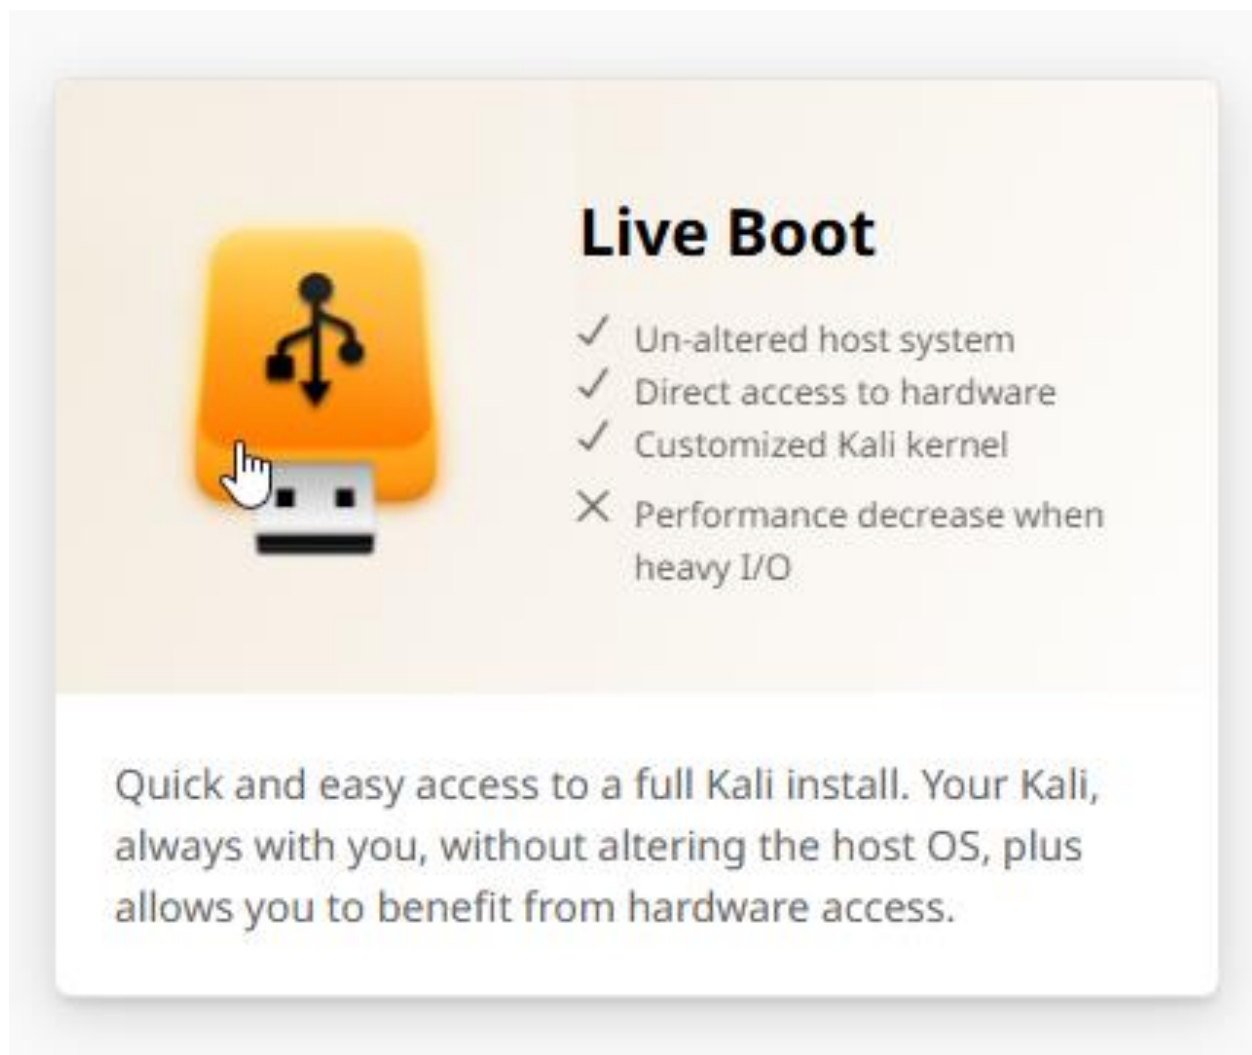 Live Boot
Un-altered host system
Direct access to hardware
Customized Kali kernel
Performance decrease when
heavy I/O
Quick and easy access to a full Kali install. Your Kali,
always with you, without altering the host OS, plus
allows you to benefit from hardware access.